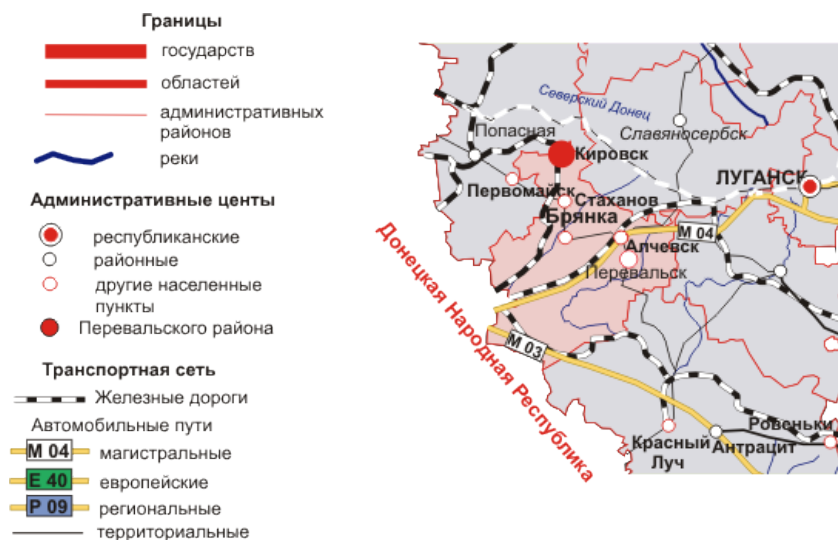 Границы
государств
областей
административных
районов
реки
Административные центы
республиканские
районные
другие населенные
пункты
Перевальского района
Транспортная сеть
Железные дороги
Автомобильные пути
М 04
магистральные
Е 40
европейские
Р 09
региональные
территориальные
Северский Донец
Попасная
Славяносербск
Кировск
ЛУГАНСК
Первомайск
Стаханов
Брянка
М 04
Алчевск
Перевальск
Донецкая Народная Республика
М 03
Ровеньки
Красный
Луч
Антрацит